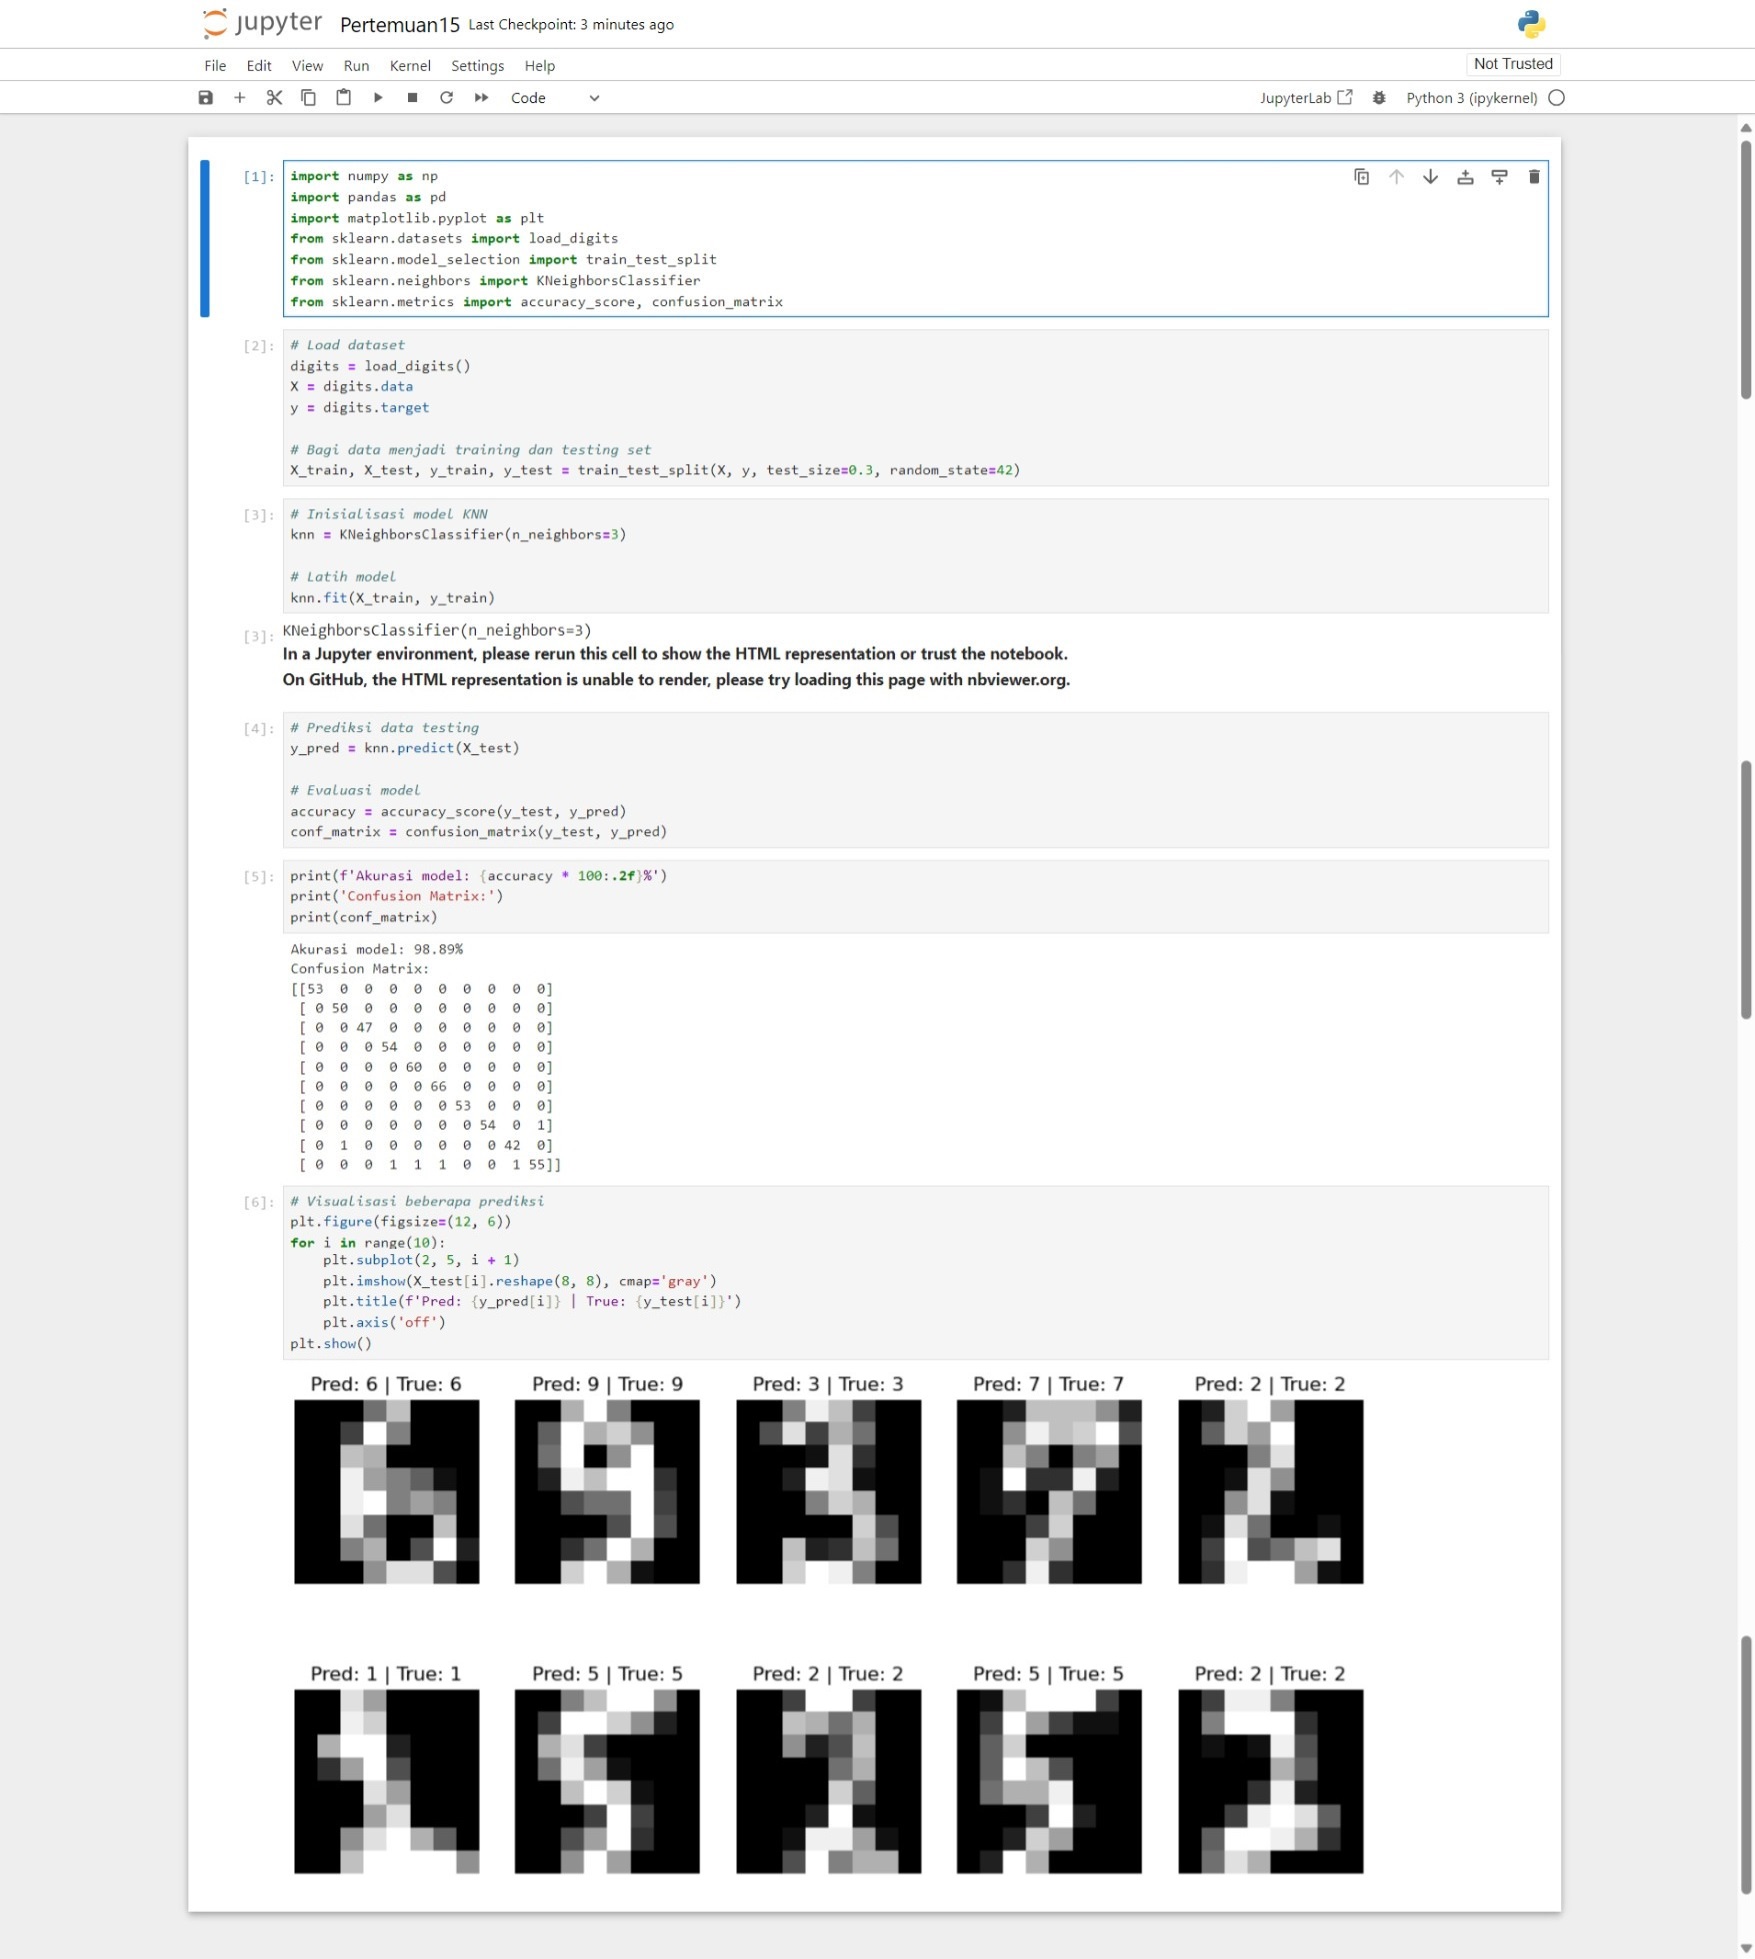 jupyter Pertemuan15 Last Checkpoint: 3 minutes ago
File Edit View Run Kernel Settings Help Not Trusted
Code JupyterLab Python 3 (ipykernel)
[1]: import numpy as np
import pandas as pd
import matplotlib.pyplot as plt
from sklearn.datasets import load_digits
from sklearn.model_selection import train_test_split
from sklearn.neighbors import KNeighborsClassifier
from sklearn.metrics import accuracy_score, confusion_matrix
[2]: # Load dataset
digits = load_digits()
X = digits.data
y = digits.target
# Bagi data menjadi training dan testing set
X_train, X_test, y_train, y_test = train_test_split(X, y, test_size=0.3, random_state=42)
[3]: # Inisialisasi model KNN
knn = KNeighborsClassifier(n_neighbors=3)
# Latih model
knn.fit(X_train, y_train)
[3]: KNeighborsClassifier(n_neighbors=3)
In a Jupyter environment, please rerun this cell to show the HTML representation or trust the notebook.
On GitHub, the HTML representation is unable to render, please try loading this page with nbviewer.org.
[4]: # Prediksi data testing
y_pred = knn.predict(X_test)
# Evaluasi model
accuracy = accuracy_score(y_test, y_pred)
conf_matrix = confusion_matrix(y_test, y_pred)
[5]: print(f'Akurasi model: {accuracy * 100:.2f}%')
print('Confusion Matrix:')
print(conf_matrix)
Akurasi model: 98.89%
Confusion Matrix:
[[53 0 0 0 0 0 0 0 0 0]
[ 0 50 0 0 0 0 0 0 0 0]
[ 0 0 47 0 0 0 0 0 0 0]
[ 0 0 0 54 0 0 0 0 0 0]
[ 0 0 0 0 60 0 0 0 0 0]
[ 0 0 0 0 0 66 0 0 0 0]
[ 0 0 0 0 0 0 53 0 0 0]
[ 0 0 0 0 0 0 0 54 0 1]
[ 0 1 0 0 0 0 0 0 42 0]
[ 0 0 0 1 1 1 0 0 1 55]]
[6]: # Visualisasi beberapa prediksi
plt.figure(figsize=(12, 6))
for i in range(10):
plt.subplot(2, 5, i + 1)
plt.imshow(X_test[i].reshape(8, 8), cmap='gray')
plt.title(f'Pred: {y_pred[i]} | True: {y_test[i]}')
plt.axis('off')
plt.show()
Pred: 6 | True: 6 Pred: 9 | True: 9 Pred: 3 | True: 3 Pred: 7 | True: 7 Pred: 2 | True: 2
Pred: 1 | True: 1 Pred: 5 | True: 5 Pred: 2 | True: 2 Pred: 5 | True: 5 Pred: 2 | True: 2